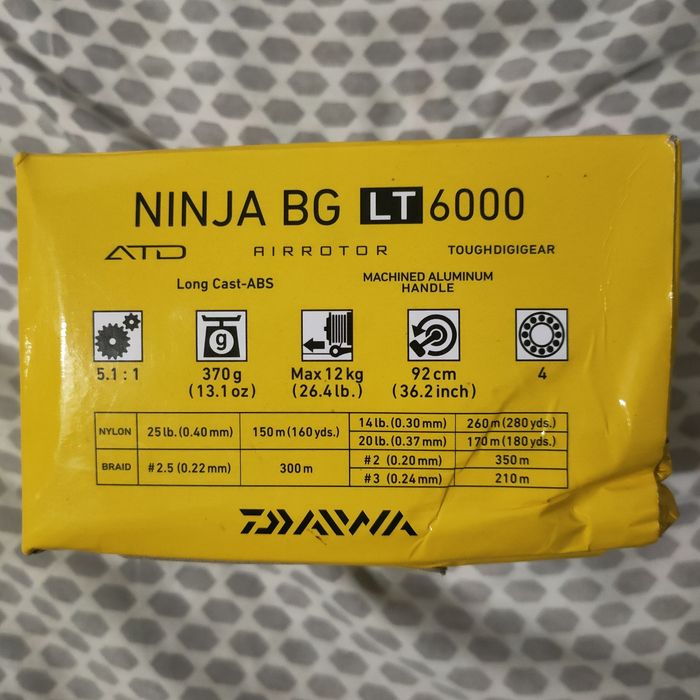 NINJA BG LT 6000
ATD AIRROTOR TOUGHDIGIGEAR
Long Cast-ABS MACHINED ALUMINUM HANDLE
g
5.1 : 1 370 g (13.1 oz) Max 12 kg (26.4 lb.) 92 cm (36.2 inch) 4
NYLON 25 lb. (0.40 mm) 150 m (160 yds.) 14 lb. (0.30 mm) 260 m (280 yds.)
20 lb. (0.37 mm) 170 m (180 yds.)
BRAID # 2.5 (0.22 mm) 300 m # 2 (0.20 mm) 350 m
# 3 (0.24 mm) 210 m
DAIWA